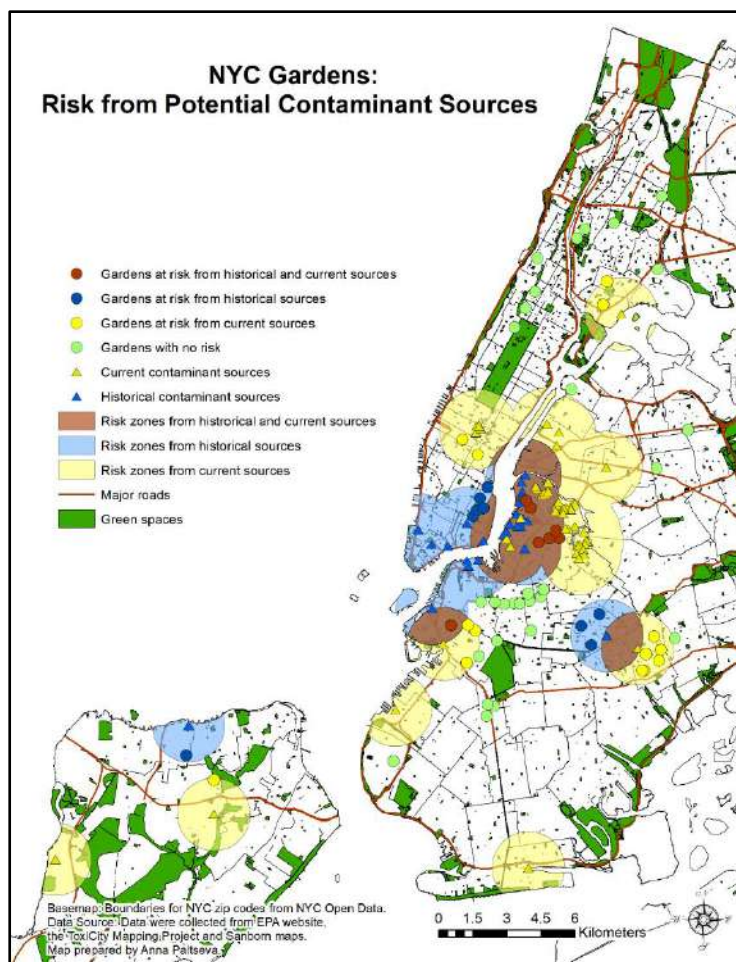 NYC Gardens:
Risk from Potential Contaminant Sources
Gardens at risk from historical and current sources
Gardens at risk from historical sources
Gardens at risk from current sources
Gardens with no risk
Current contaminant sources
Historical contaminant sources
Risk zones from histrorical and current sources
Risk zones from historical sources
Risk zones from current sources
Major roads
Green spaces
Basemap: Boundaries for NYC zip codes from NYC Open Data.
Data Source: Data were collected from EPA website,
the ToxiCity Mapping Project and Sanborn maps.
Map prepared by Anna Paltseva
0 1.5 3 4.5 6
Kilometers